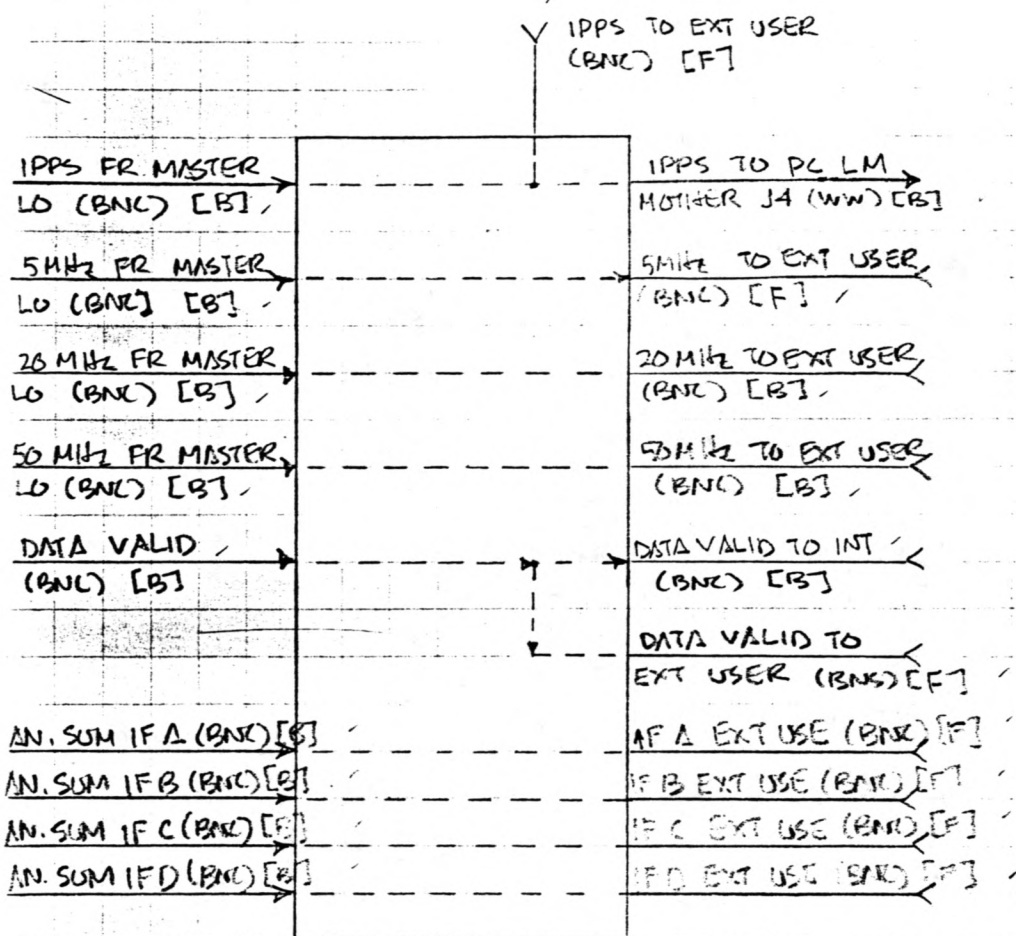 1PPS TO EXT USER
(BNC) [F]
1PPS FR. MASTER
LO (BNC) [B]
1PPS TO PC LM
MOTHER J4 (WW) [B]
5MHz FR MASTER
LO (BNC] [B]
5MHz TO EXT USER
(BNC) [F]
20 MHz FR MASTER
LO (BNC) [B]
20 MHz TO EXT USER
(BNC) [B]
50 MHz FR MASTER
LO (BNC) [B]
50MHz TO EXT USER
(BNC) [B]
DATA VALID
(BNC) [B]
DATA VALID TO INT
(BNC) [B]
DATA VALID TO
EXT USER (BNC) [F]
AN. SUM IF A (BNC) [B]
IF A EXT USE (BNC) [F]
AN. SUM IF B (BNC) [B]
IF B EXT USE (BNC) [F]
AN. SUM IF C (BNC) [B]
IF C EXT USE (BNC) [F]
AN. SUM IF D (BNC) [B]
IF D EXT USE (BNC) [F]